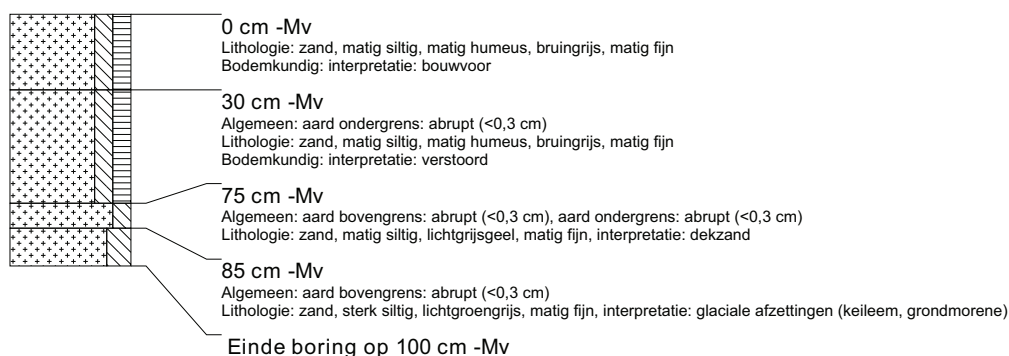 0 cm -Mv
Lithologie: zand, matig siltig, matig humeus, bruingrijs, matig fijn
Bodemkundig: interpretatie: bouwvoor
30 cm -Mv
Algemeen: aard ondergrens: abrupt (<0,3 cm)
Lithologie: zand, matig siltig, matig humeus, bruingrijs, matig fijn
Bodemkundig: interpretatie: verstoord
75 cm -Mv
Algemeen: aard bovengrens: abrupt (<0,3 cm), aard ondergrens: abrupt (<0,3 cm)
Lithologie: zand, matig siltig, lichtgrijsgeel, matig fijn, interpretatie: dekzand
85 cm -Mv
Algemeen: aard bovengrens: abrupt (<0,3 cm)
Lithologie: zand, sterk siltig, lichtgroengrijs, matig fijn, interpretatie: glaciale afzettingen (keileem, grondmorene)
Einde boring op 100 cm -Mv